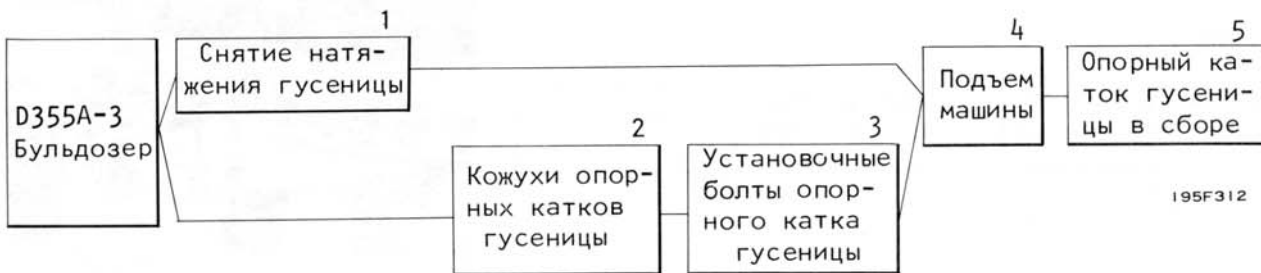 D355A-3
Бульдозер
1
Снятие натя-
жения гусеницы
2
Кожухи опор-
ных катков
гусеницы
3
Установочные
болты опор-
ного катка
гусеницы
4
Подъем
машины
5
Опорный ка-
ток гусени-
цы в сборе
195F312